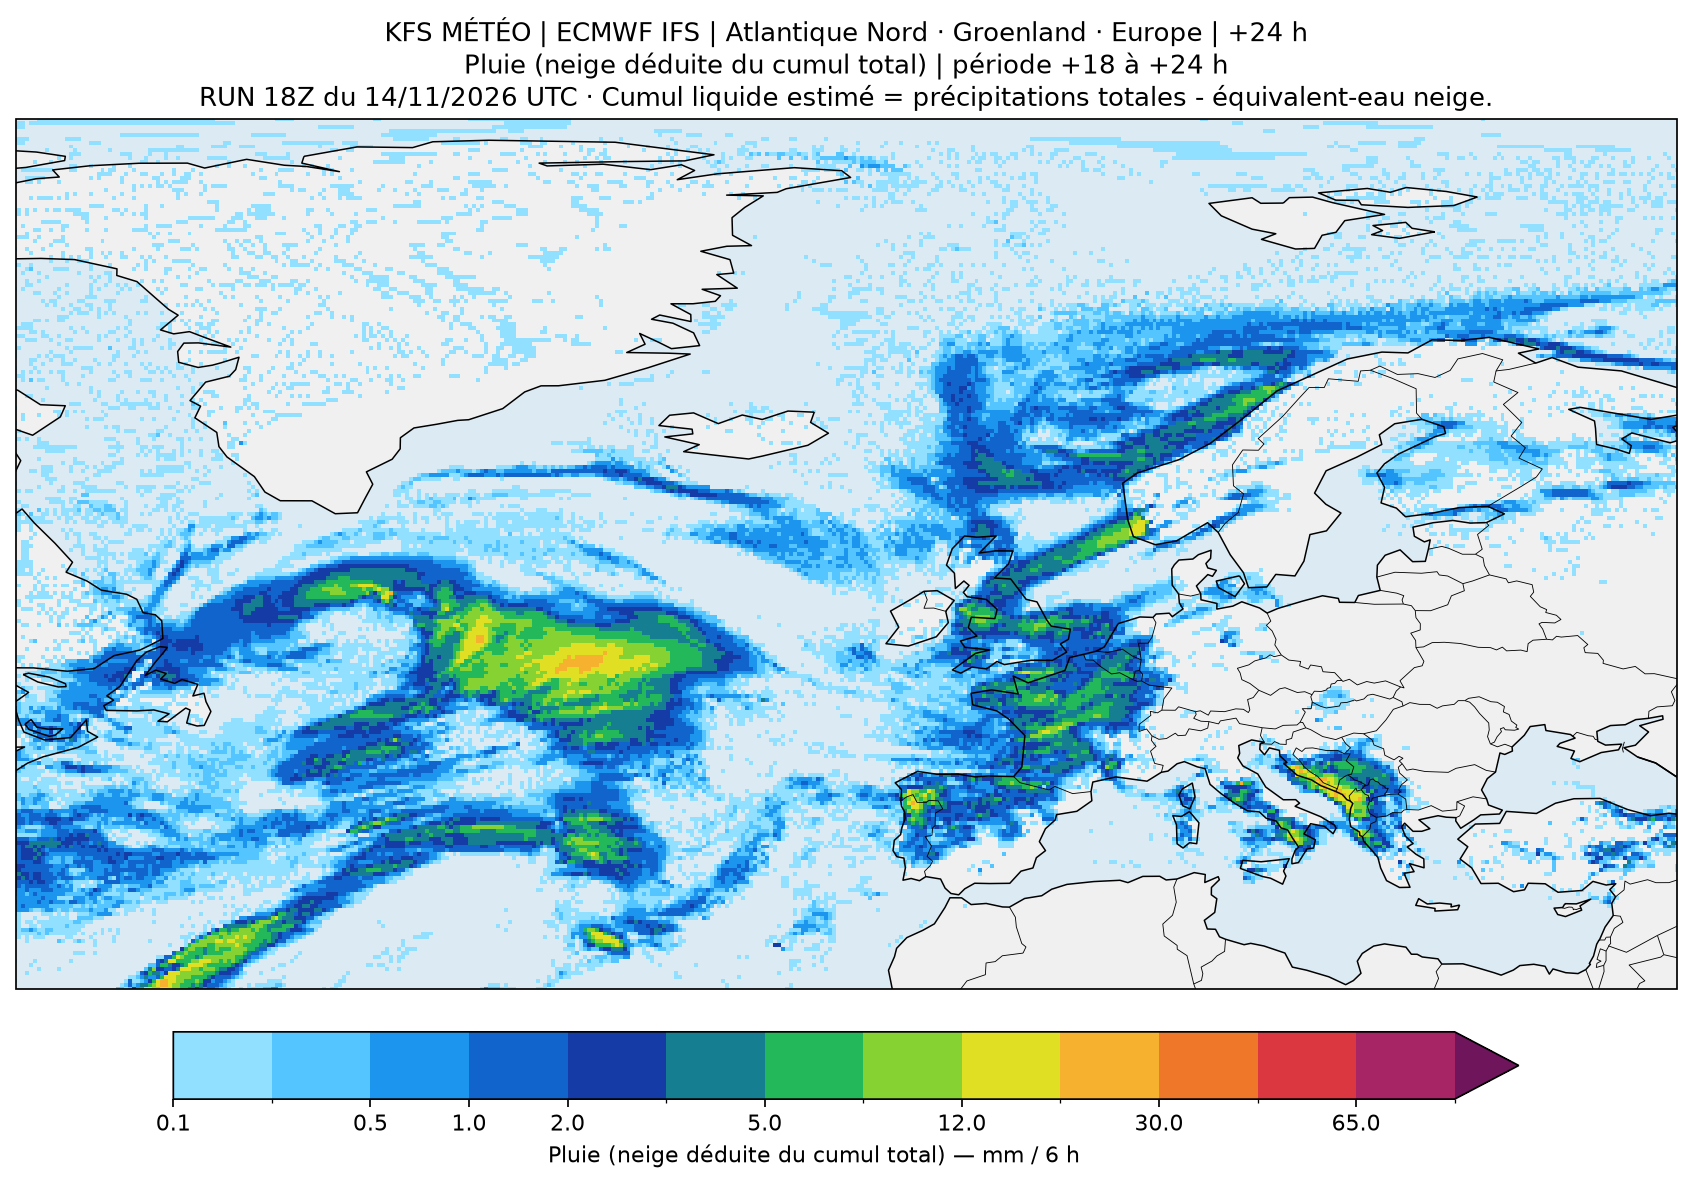 KFS MÉTÉO | ECMWF IFS | Atlantique Nord · Groenland · Europe | +24 h
Pluie (neige déduite du cumul total) | période +18 à +24 h
RUN 18Z du 14/11/2026 UTC · Cumul liquide estimé = précipitations totales - équivalent-eau neige.
0.1 0.5 1.0 2.0 5.0 12.0 30.0 65.0
Pluie (neige déduite du cumul total) — mm / 6 h